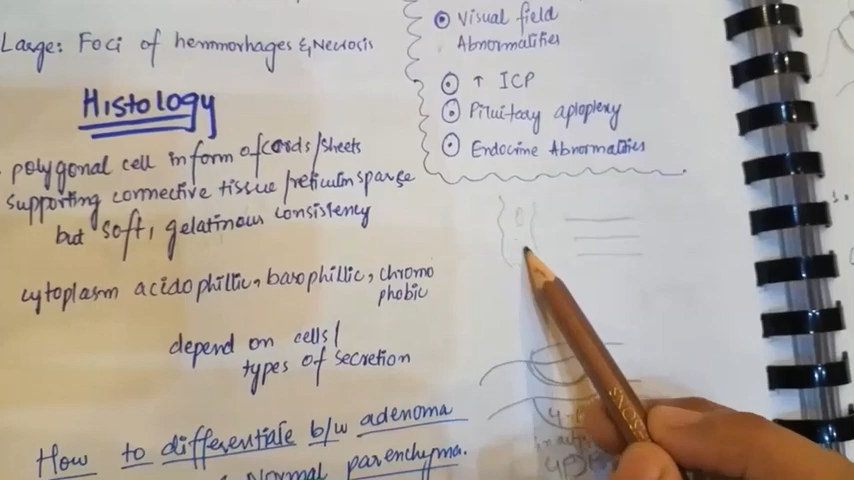 Large: Foci of hemmorhages & Necrosis
Histology
polygonal cell in form of cords/sheets
supporting connective tissue/reticulin sparse
but soft, gelatinous consistency
cytoplasm acidophillic, basophillic, chromo
phobic
depend on cells/
types of secretion
How to differentiate b/w adenoma
Normal parenchyma.
Visual field
Abnormalities
↑ ICP
Pituitary apoplexy
Endocrine Abnormalities